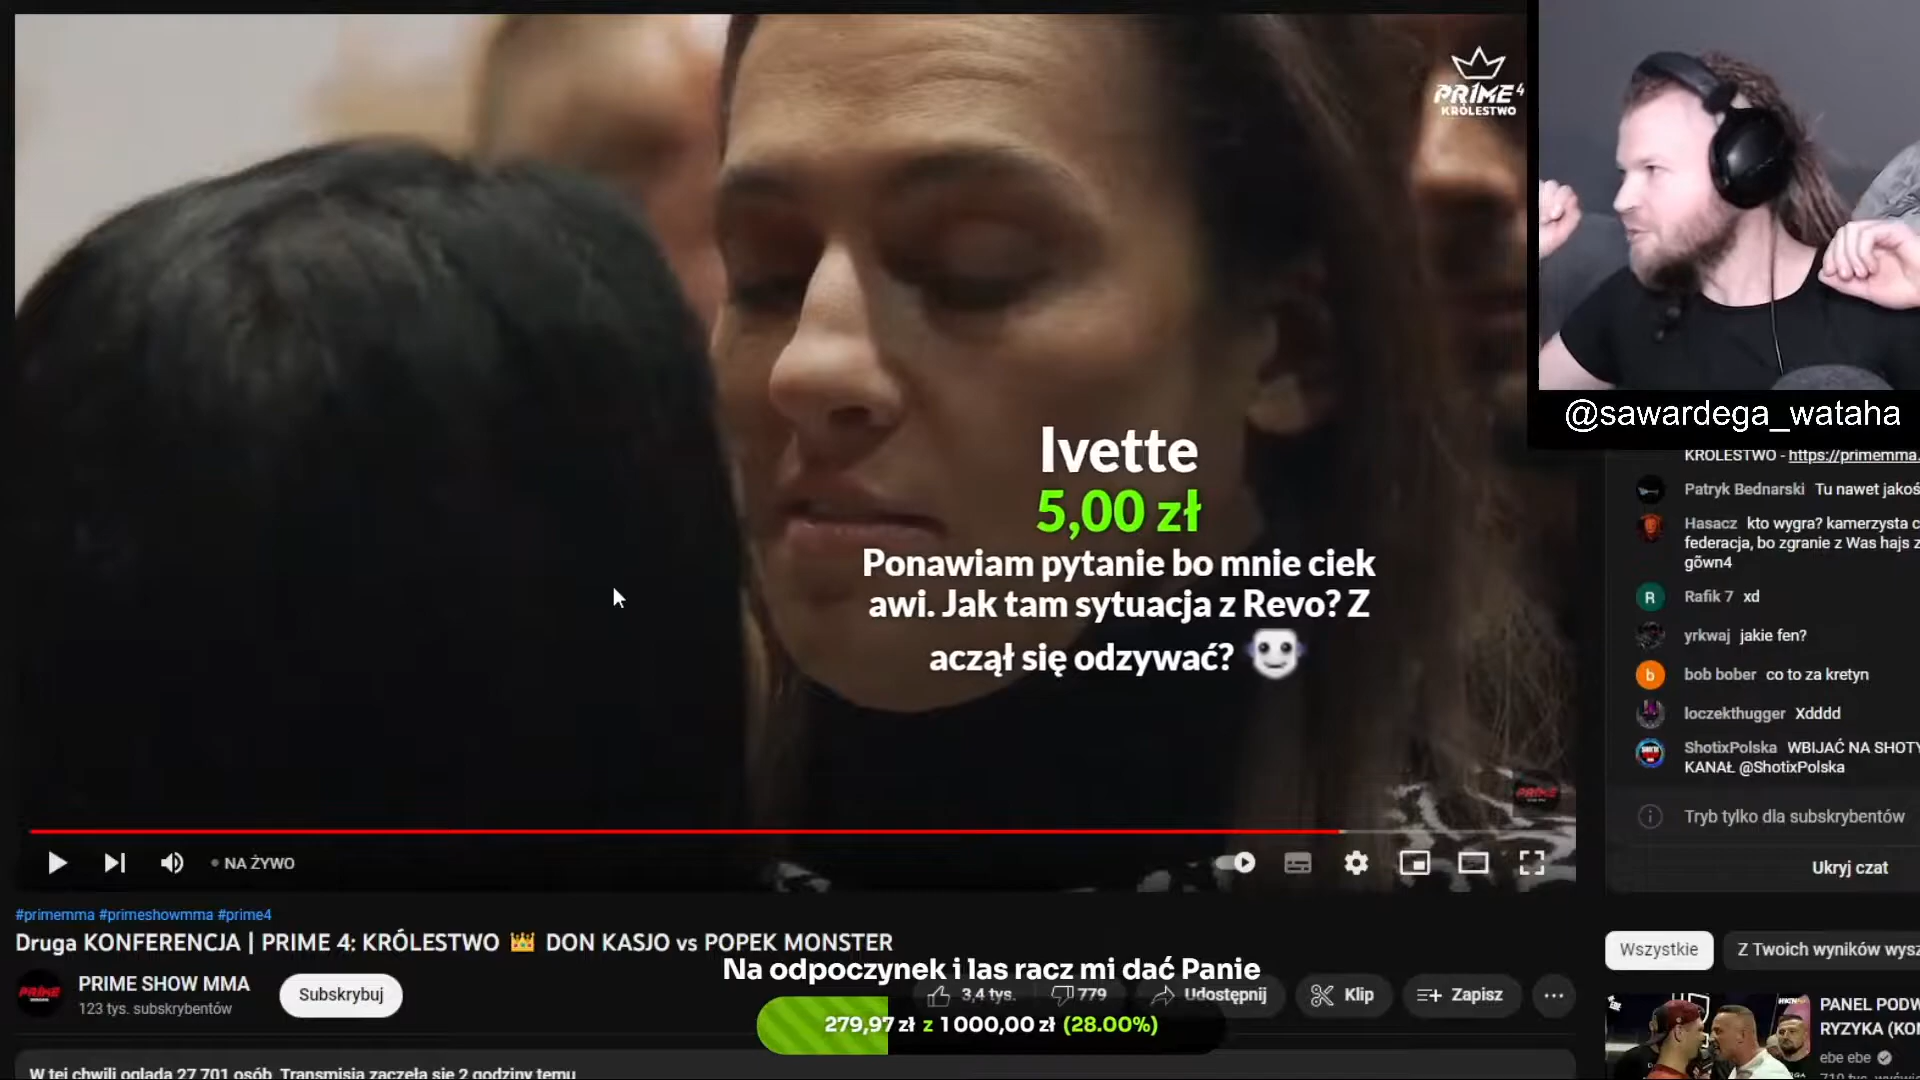 PRIME 4
KRÓLESTWO
@sawardega_wataha
Ivette
5,00 zł
Ponawiam pytanie bo mnie ciek
awi. Jak tam sytuacja z Revo? Z
aczął się odzywać?
KROLESTWO - https://primemma.
Patryk Bednarski Tu nawet jakoś
Hasacz kto wygra? kamerzysta c
federacja, bo zgranie z Was hajs z
gówn4
R
Rafik 7 xd
yrkwaj jakie fen?
b
bob bober co to za kretyn
loczekthugger Xdddd
ShotixPolska WBIJAĆ NA SHOTY
KANAŁ @ShotixPolska
Tryb tylko dla subskrybentów
Ukryj czat
PRIME
NA ŻYWO
#primemma #primeshowmma #prime4
Druga KONFERENCJA | PRIME 4: KRÓLESTWO 👑 DON KASJO vs POPEK MONSTER
PRIME
PRIME SHOW MMA
123 tys. subskrybentów
Subskrybuj
Na odpoczynek i las racz mi dać Panie
3,4 tys.
779
Udostępnij
Klip
Zapisz
279,97 zł z 1 000,00 zł (28.00%)
Wszystkie
Z Twoich wyników wysz
PANEL PODW
RYZYKA (KO
ebe ebe
W tej chwili ogląda 27 701 osób. Transmisja zaczęła się 2 godziny temu